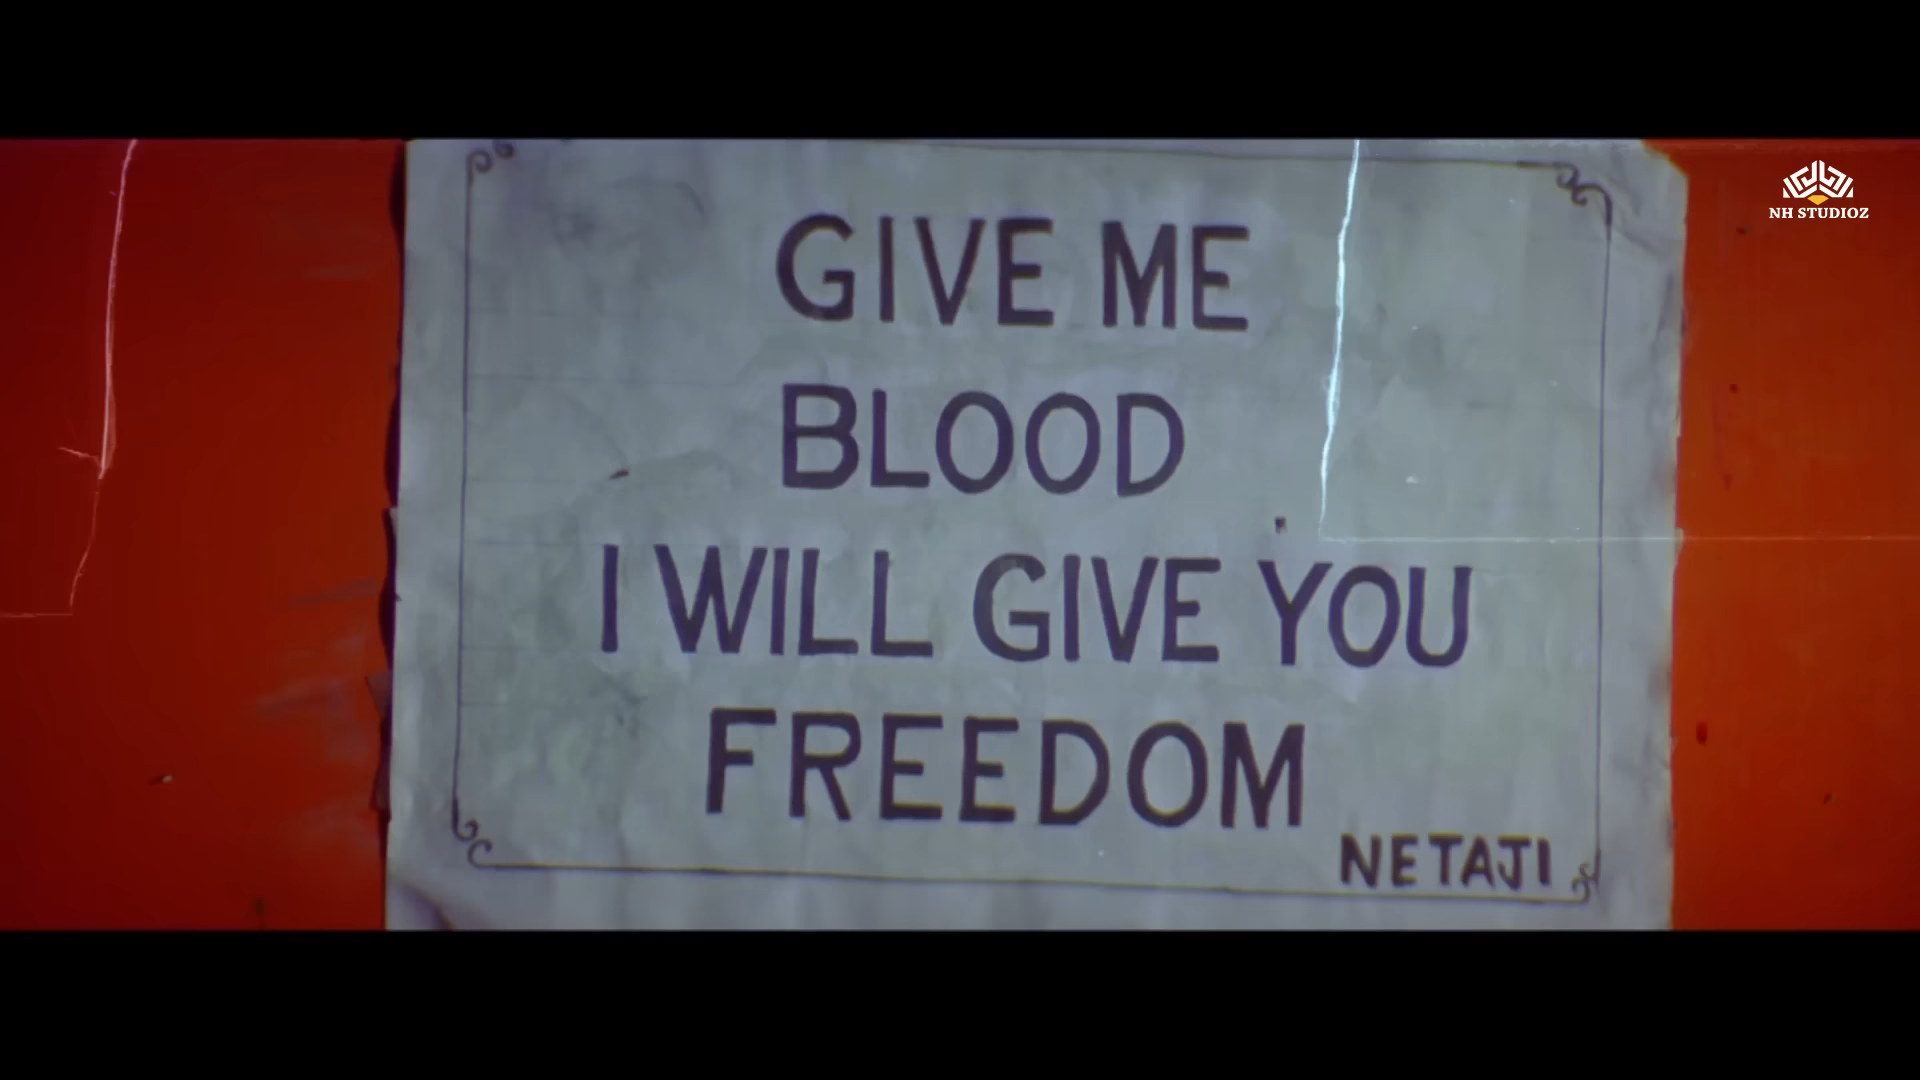 NH STUDIOZ
GIVE ME
BLOOD
I WILL GIVE YOU
FREEDOM
NETAJI